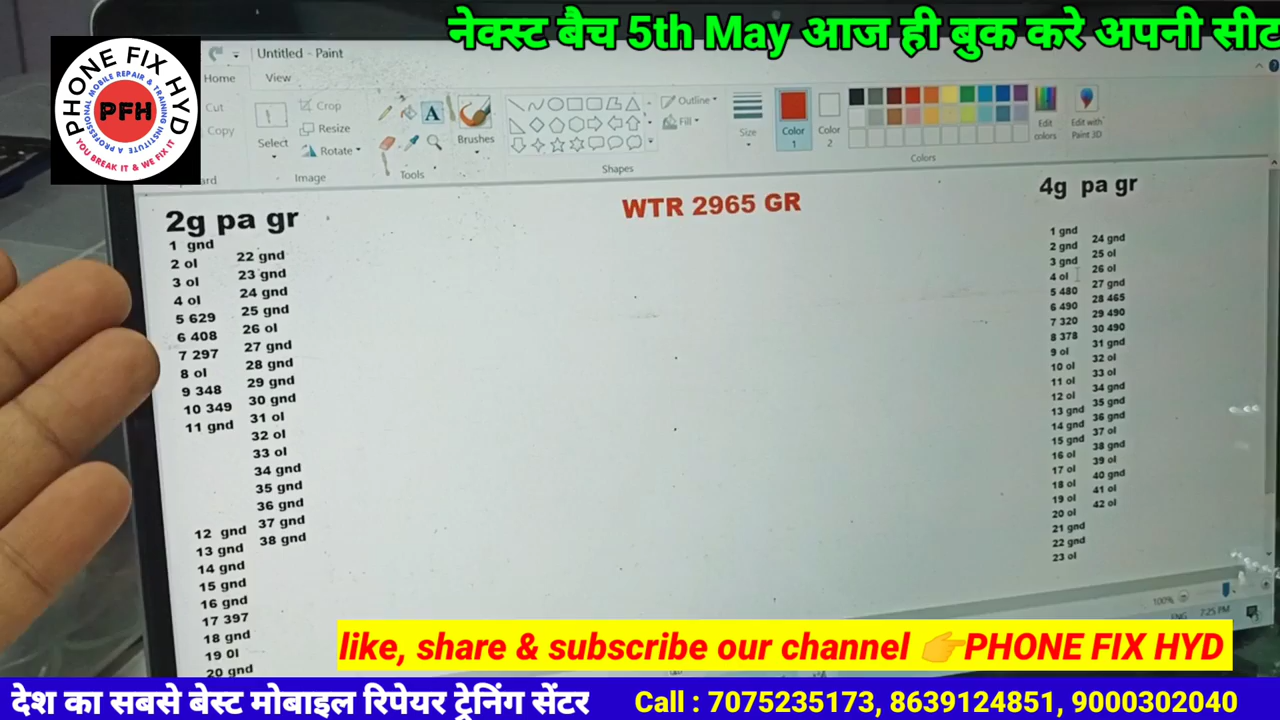 नेक्स्ट बैच 5th May आज ही बुक करे अपनी सीट
PHONE FIX HYD
PROFESSIONAL MOBILE REPAIR & TRAINING INSTITUTE A
PFH
YOU BREAK IT & WE FIX IT
Untitled - Paint
Home View
Cut
Copy
Select
Crop
Resize
Rotate
Image
A
Tools
Brushes
Shapes
Outline
Fill
Size
Color 1
Color 2
Edit colors
Edit with Paint 3D
Colors
2g pa gr
1 gnd
2 ol
3 ol
4 ol
5 629
6 408
7 297
8 ol
9 348
10 349
11 gnd
12 gnd
13 gnd
14 gnd
15 gnd
16 gnd
17 397
18 gnd
19 0l
20 gnd
22 gnd
23 gnd
24 gnd
25 gnd
26 ol
27 gnd
28 gnd
29 gnd
30 gnd
31 ol
32 ol
33 ol
34 gnd
35 gnd
36 gnd
37 gnd
38 gnd
WTR 2965 GR
4g pa gr
1 gnd
2 gnd
3 gnd
4 ol
5 480
6 490
7 320
8 378
9 ol
10 ol
11 ol
12 ol
13 gnd
14 gnd
15 gnd
16 ol
17 ol
18 ol
19 ol
20 ol
21 gnd
22 gnd
23 ol
24 gnd
25 ol
26 ol
27 gnd
28 465
29 490
30 490
31 gnd
32 ol
33 ol
34 gnd
35 gnd
36 gnd
37 ol
38 gnd
39 ol
40 gnd
41 ol
42 ol
100%
ENG 7:25 PM
like, share & subscribe our channel 👉PHONE FIX HYD
देश का सबसे बेस्ट मोबाइल रिपेयर ट्रेनिंग सेंटर
Call : 7075235173, 8639124851, 9000302040